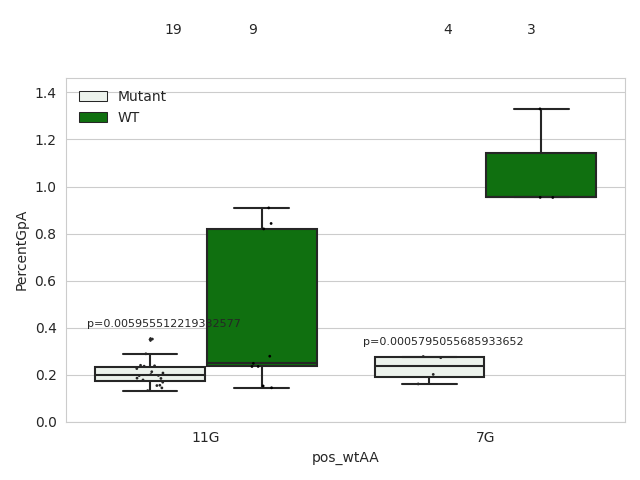 19 9 4 3
1.4
Mutant
WT
1.2
1.0
0.8
0.6
0.4
0.2
0.0
PercentGpA
p=0.005955512219332577
p=0.0005795055685933652
11G 7G
pos_wtAA